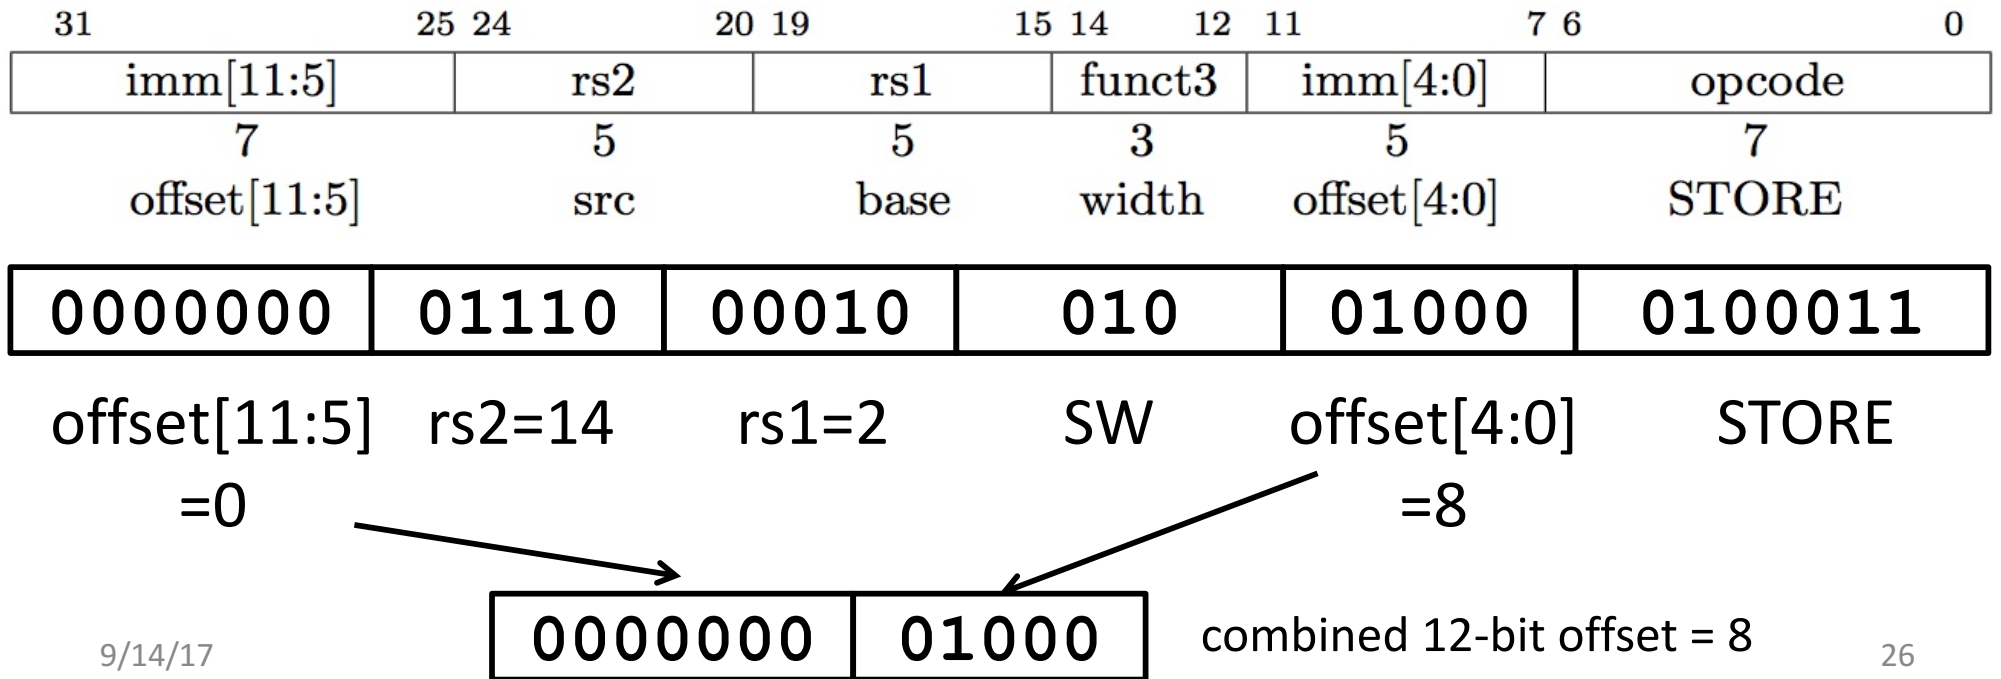 31 25 24 20 19 15 14 12 11 7 6 0
imm[11:5] rs2 rs1 funct3 imm[4:0] opcode
7 5 5 3 5 7
offset[11:5] src base width offset[4:0] STORE
0000000 01110 00010 010 01000 0100011
offset[11:5] rs2=14 rs1=2 SW offset[4:0] STORE
=0 =8
0000000 01000 combined 12-bit offset = 8
9/14/17 26